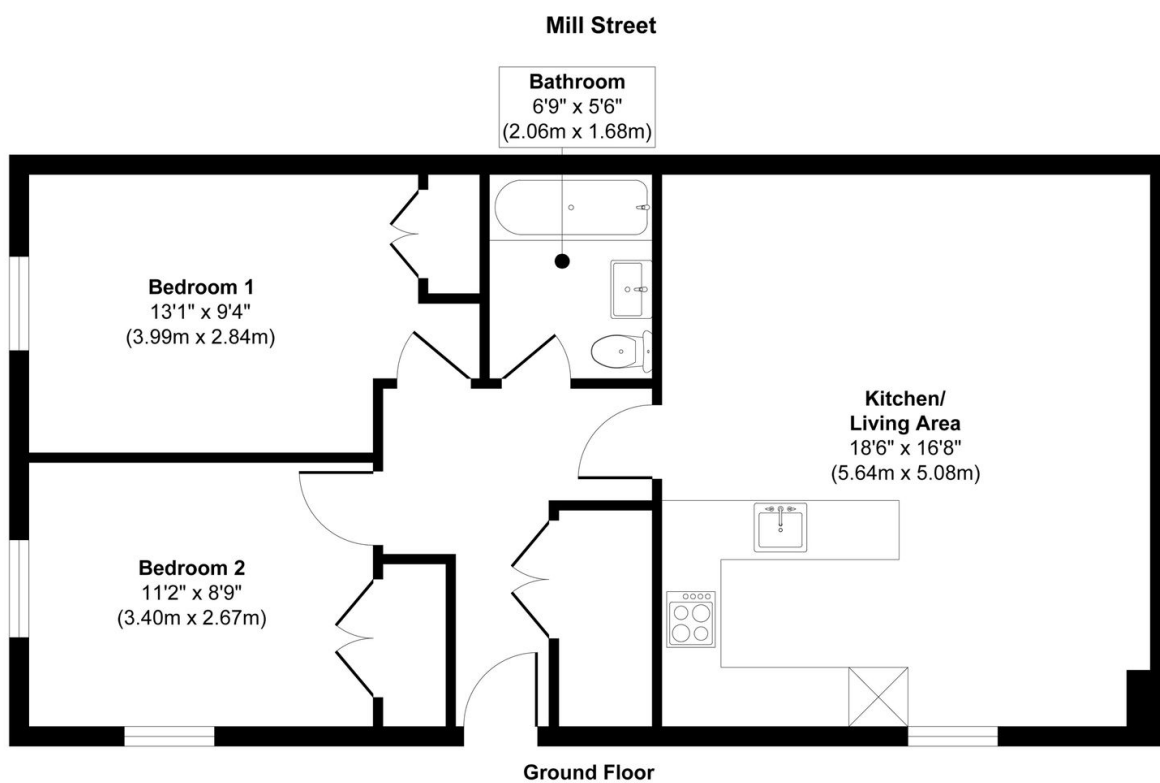 Mill Street
Bathroom
6'9" x 5'6"
(2.06m x 1.68m)
Bedroom 1
13'1" x 9'4"
(3.99m x 2.84m)
Kitchen/
Living Area
18'6" x 16'8"
(5.64m x 5.08m)
Bedroom 2
11'2" x 8'9"
(3.40m x 2.67m)
Ground Floor